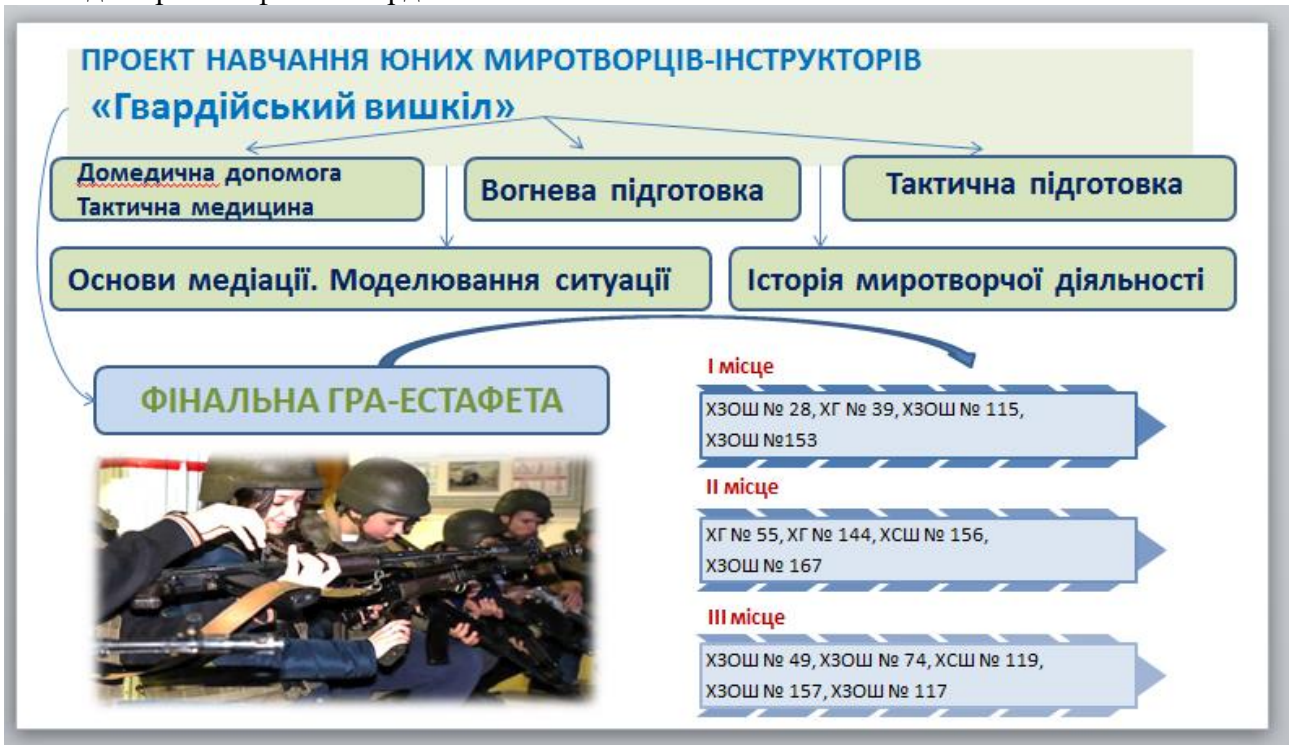 ПРОЕКТ НАВЧАННЯ ЮНИХ МИРОТВОРЦІВ-ІНСТРУКТОРІВ
«Гвардійський вишкіл»
Домедична допомога
Тактична медицина
Вогнева підготовка
Тактична підготовка
Основи медіації. Моделювання ситуації
Історія миротворчої діяльності
ФІНАЛЬНА ГРА-ЕСТАФЕТА
І місце
ХЗОШ № 28, ХГ № 39, ХЗОШ № 115,
ХЗОШ №153
ІІ місце
ХГ № 55, ХГ № 144, ХСШ № 156,
ХЗОШ № 167
ІІІ місце
ХЗОШ № 49, ХЗОШ № 74, ХСШ № 119,
ХЗОШ № 157, ХЗОШ № 117